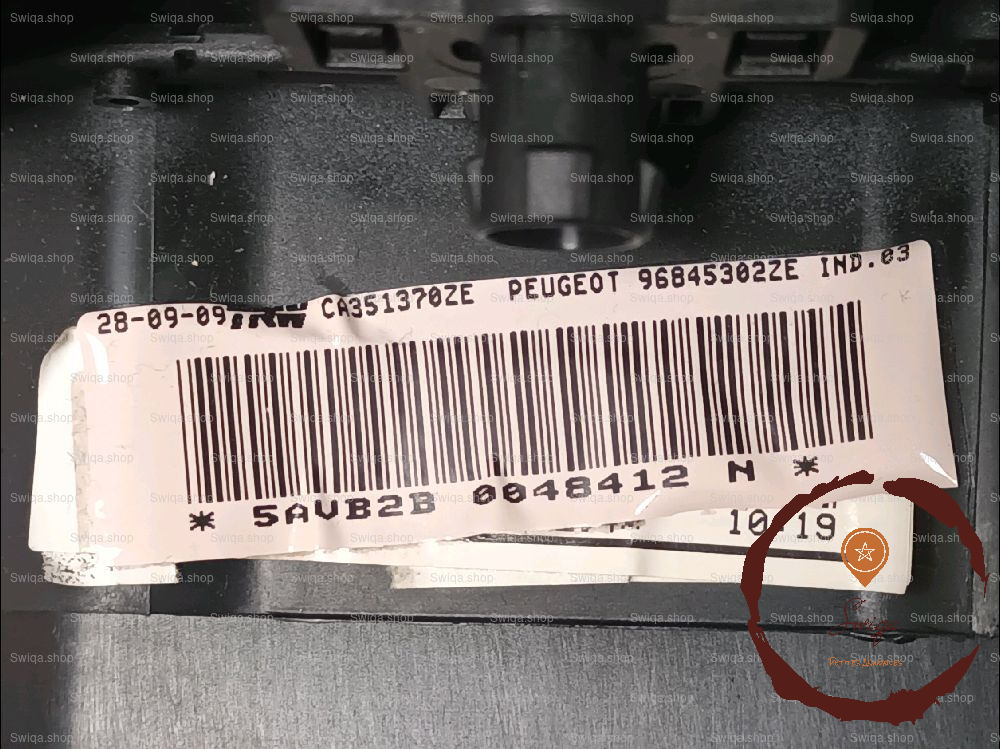 28-09-09 TRW CA351370ZE PEUGEOT 96845302ZE IND.03
* 5AVB2B 0048412 N *
10 19
Swiqa.shop